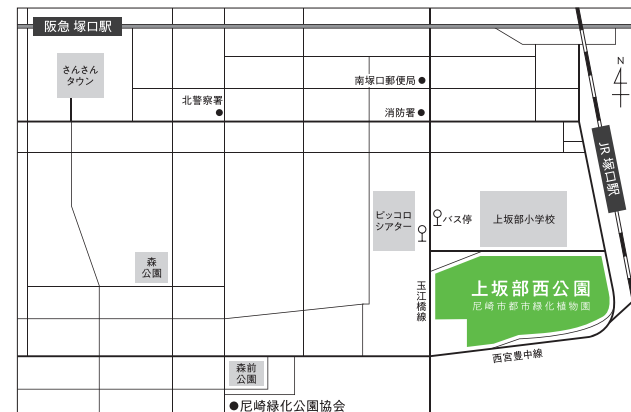 阪急 塚口駅
さんさん
タウン
北警察署
南塚口郵便局
消防署
N
JR 塚口駅
ピッコロ
シアター
バス停
上坂部小学校
森
公園
玉江橋線
上坂部西公園
尼崎市都市緑化植物園
西宮豊中線
森前
公園
尼崎緑化公園協会